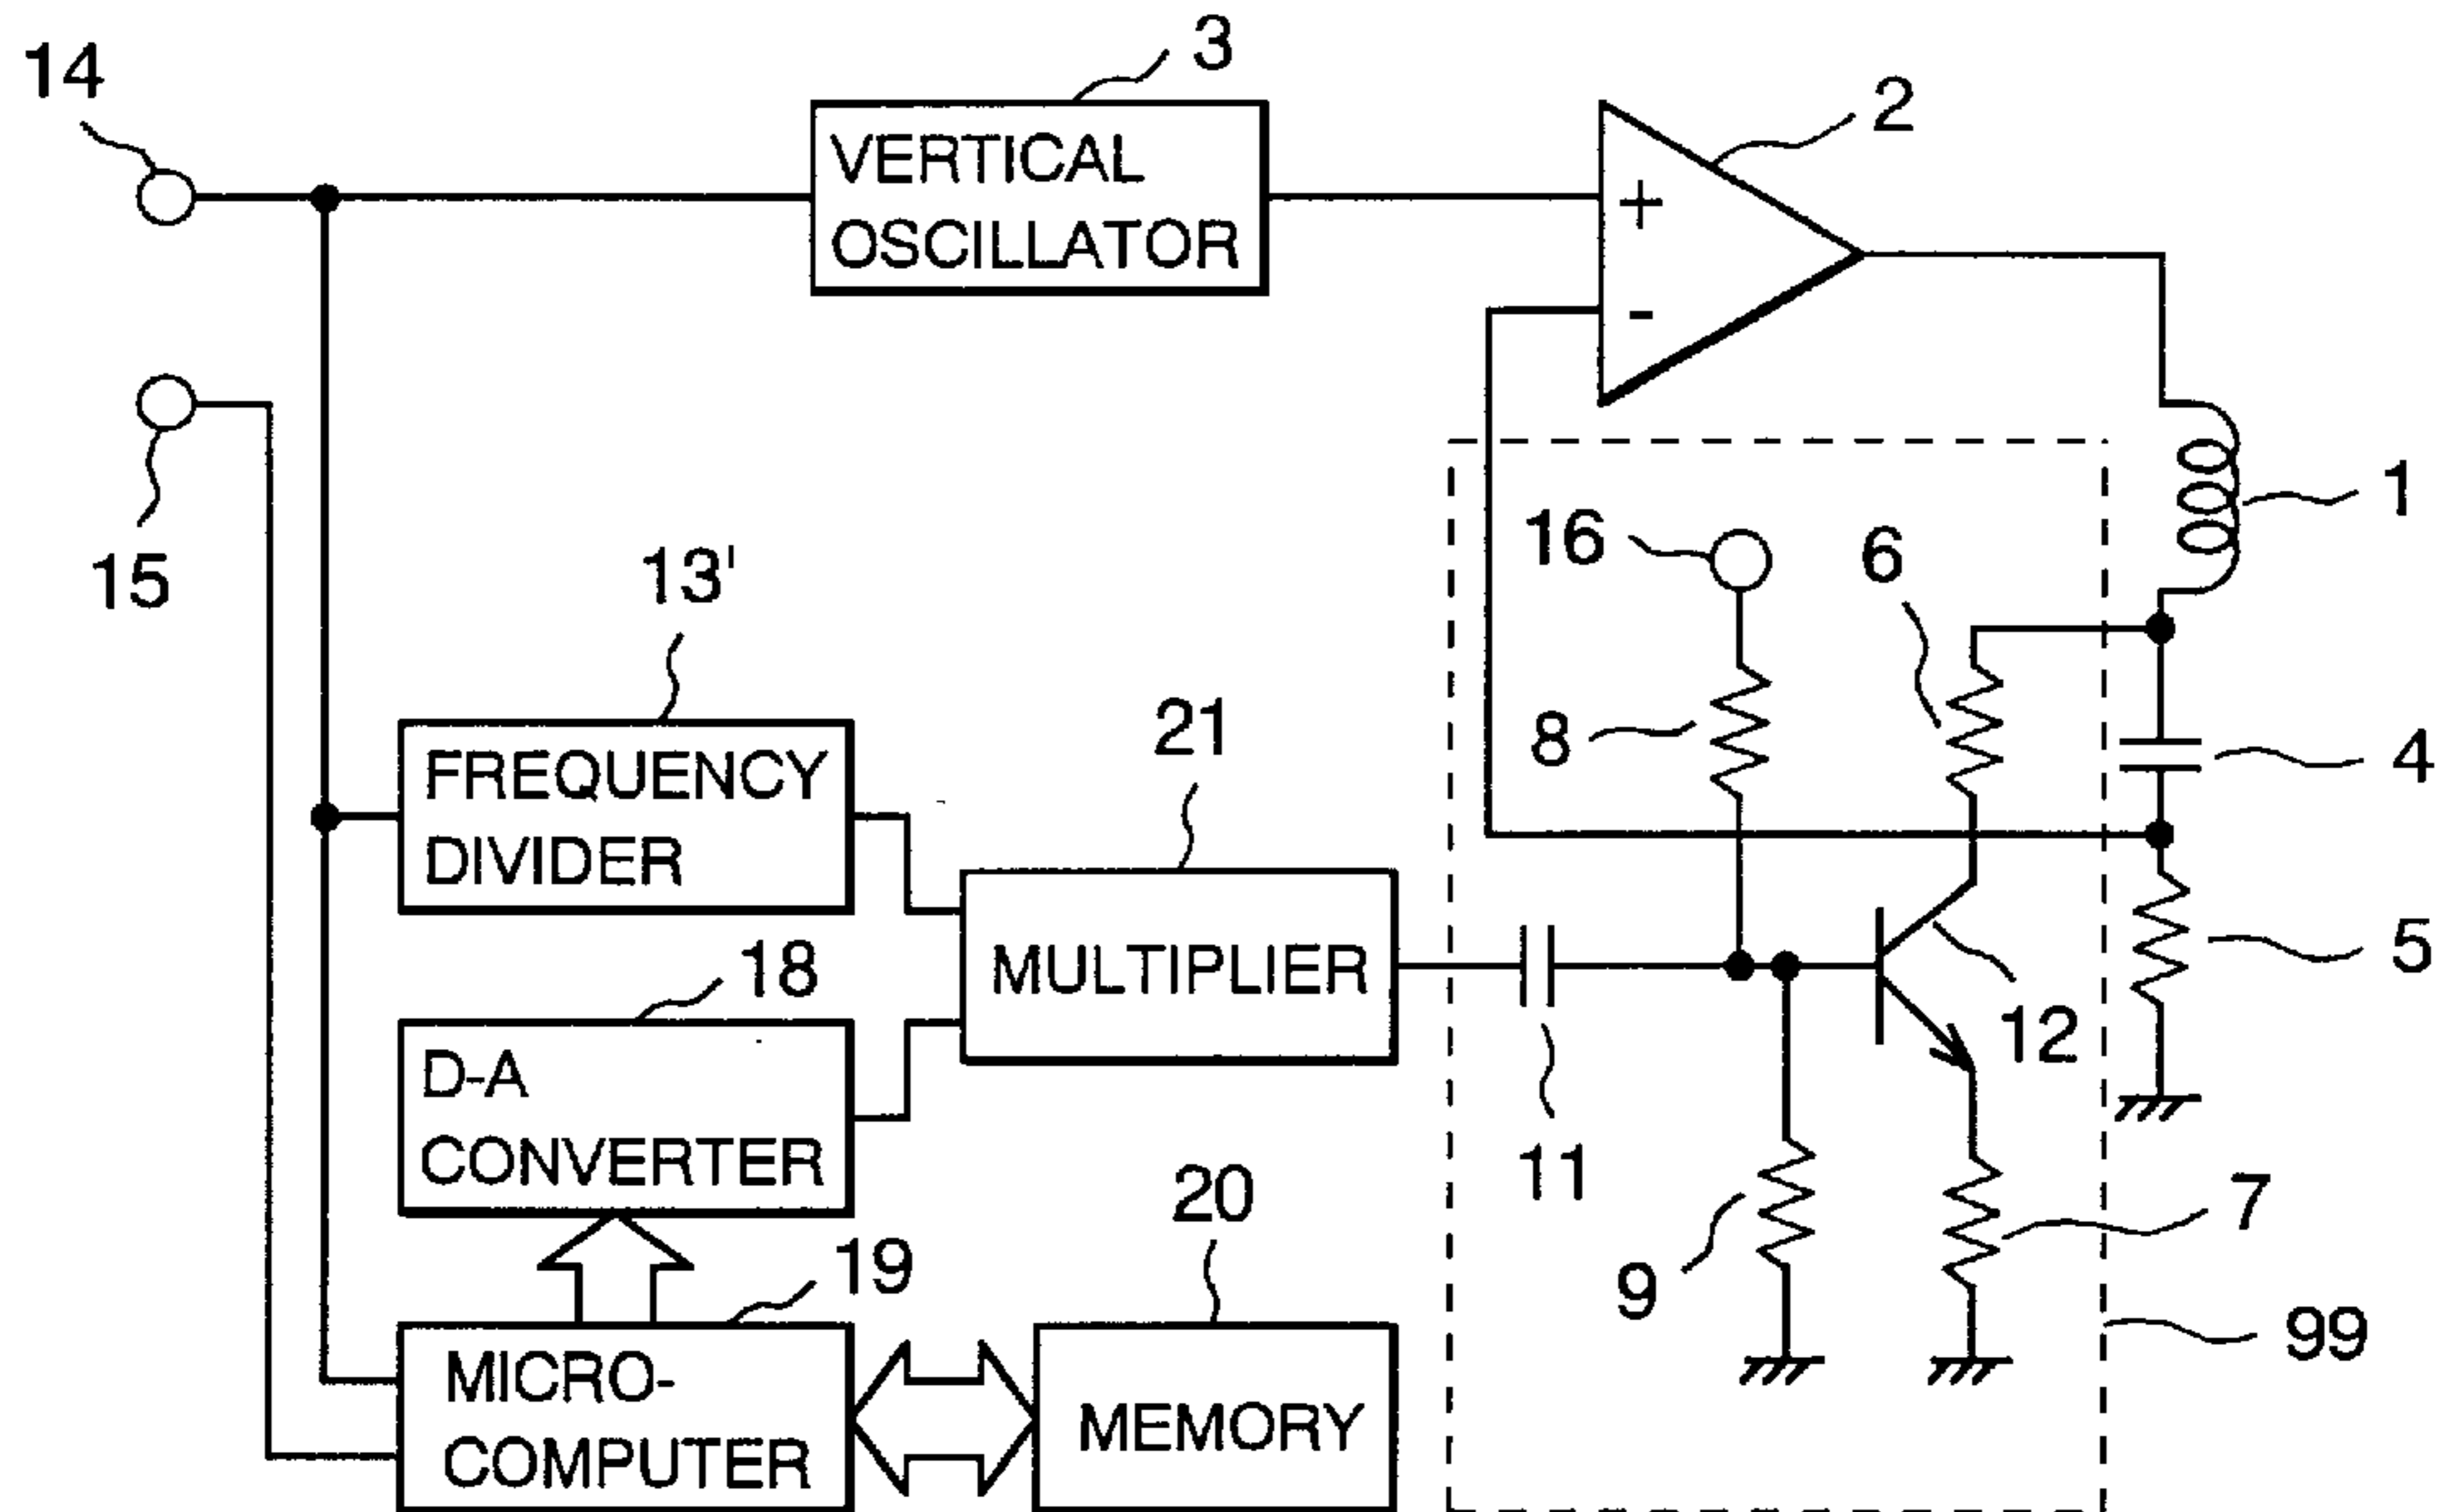 14
3
VERTICAL
OSCILLATOR
2
+
-
15
1
16
6
13'
8
21
4
FREQUENCY
DIVIDER
MULTIPLIER
5
18
12
D-A
CONVERTER
11
20
7
19
9
99
MICRO-
COMPUTER
MEMORY